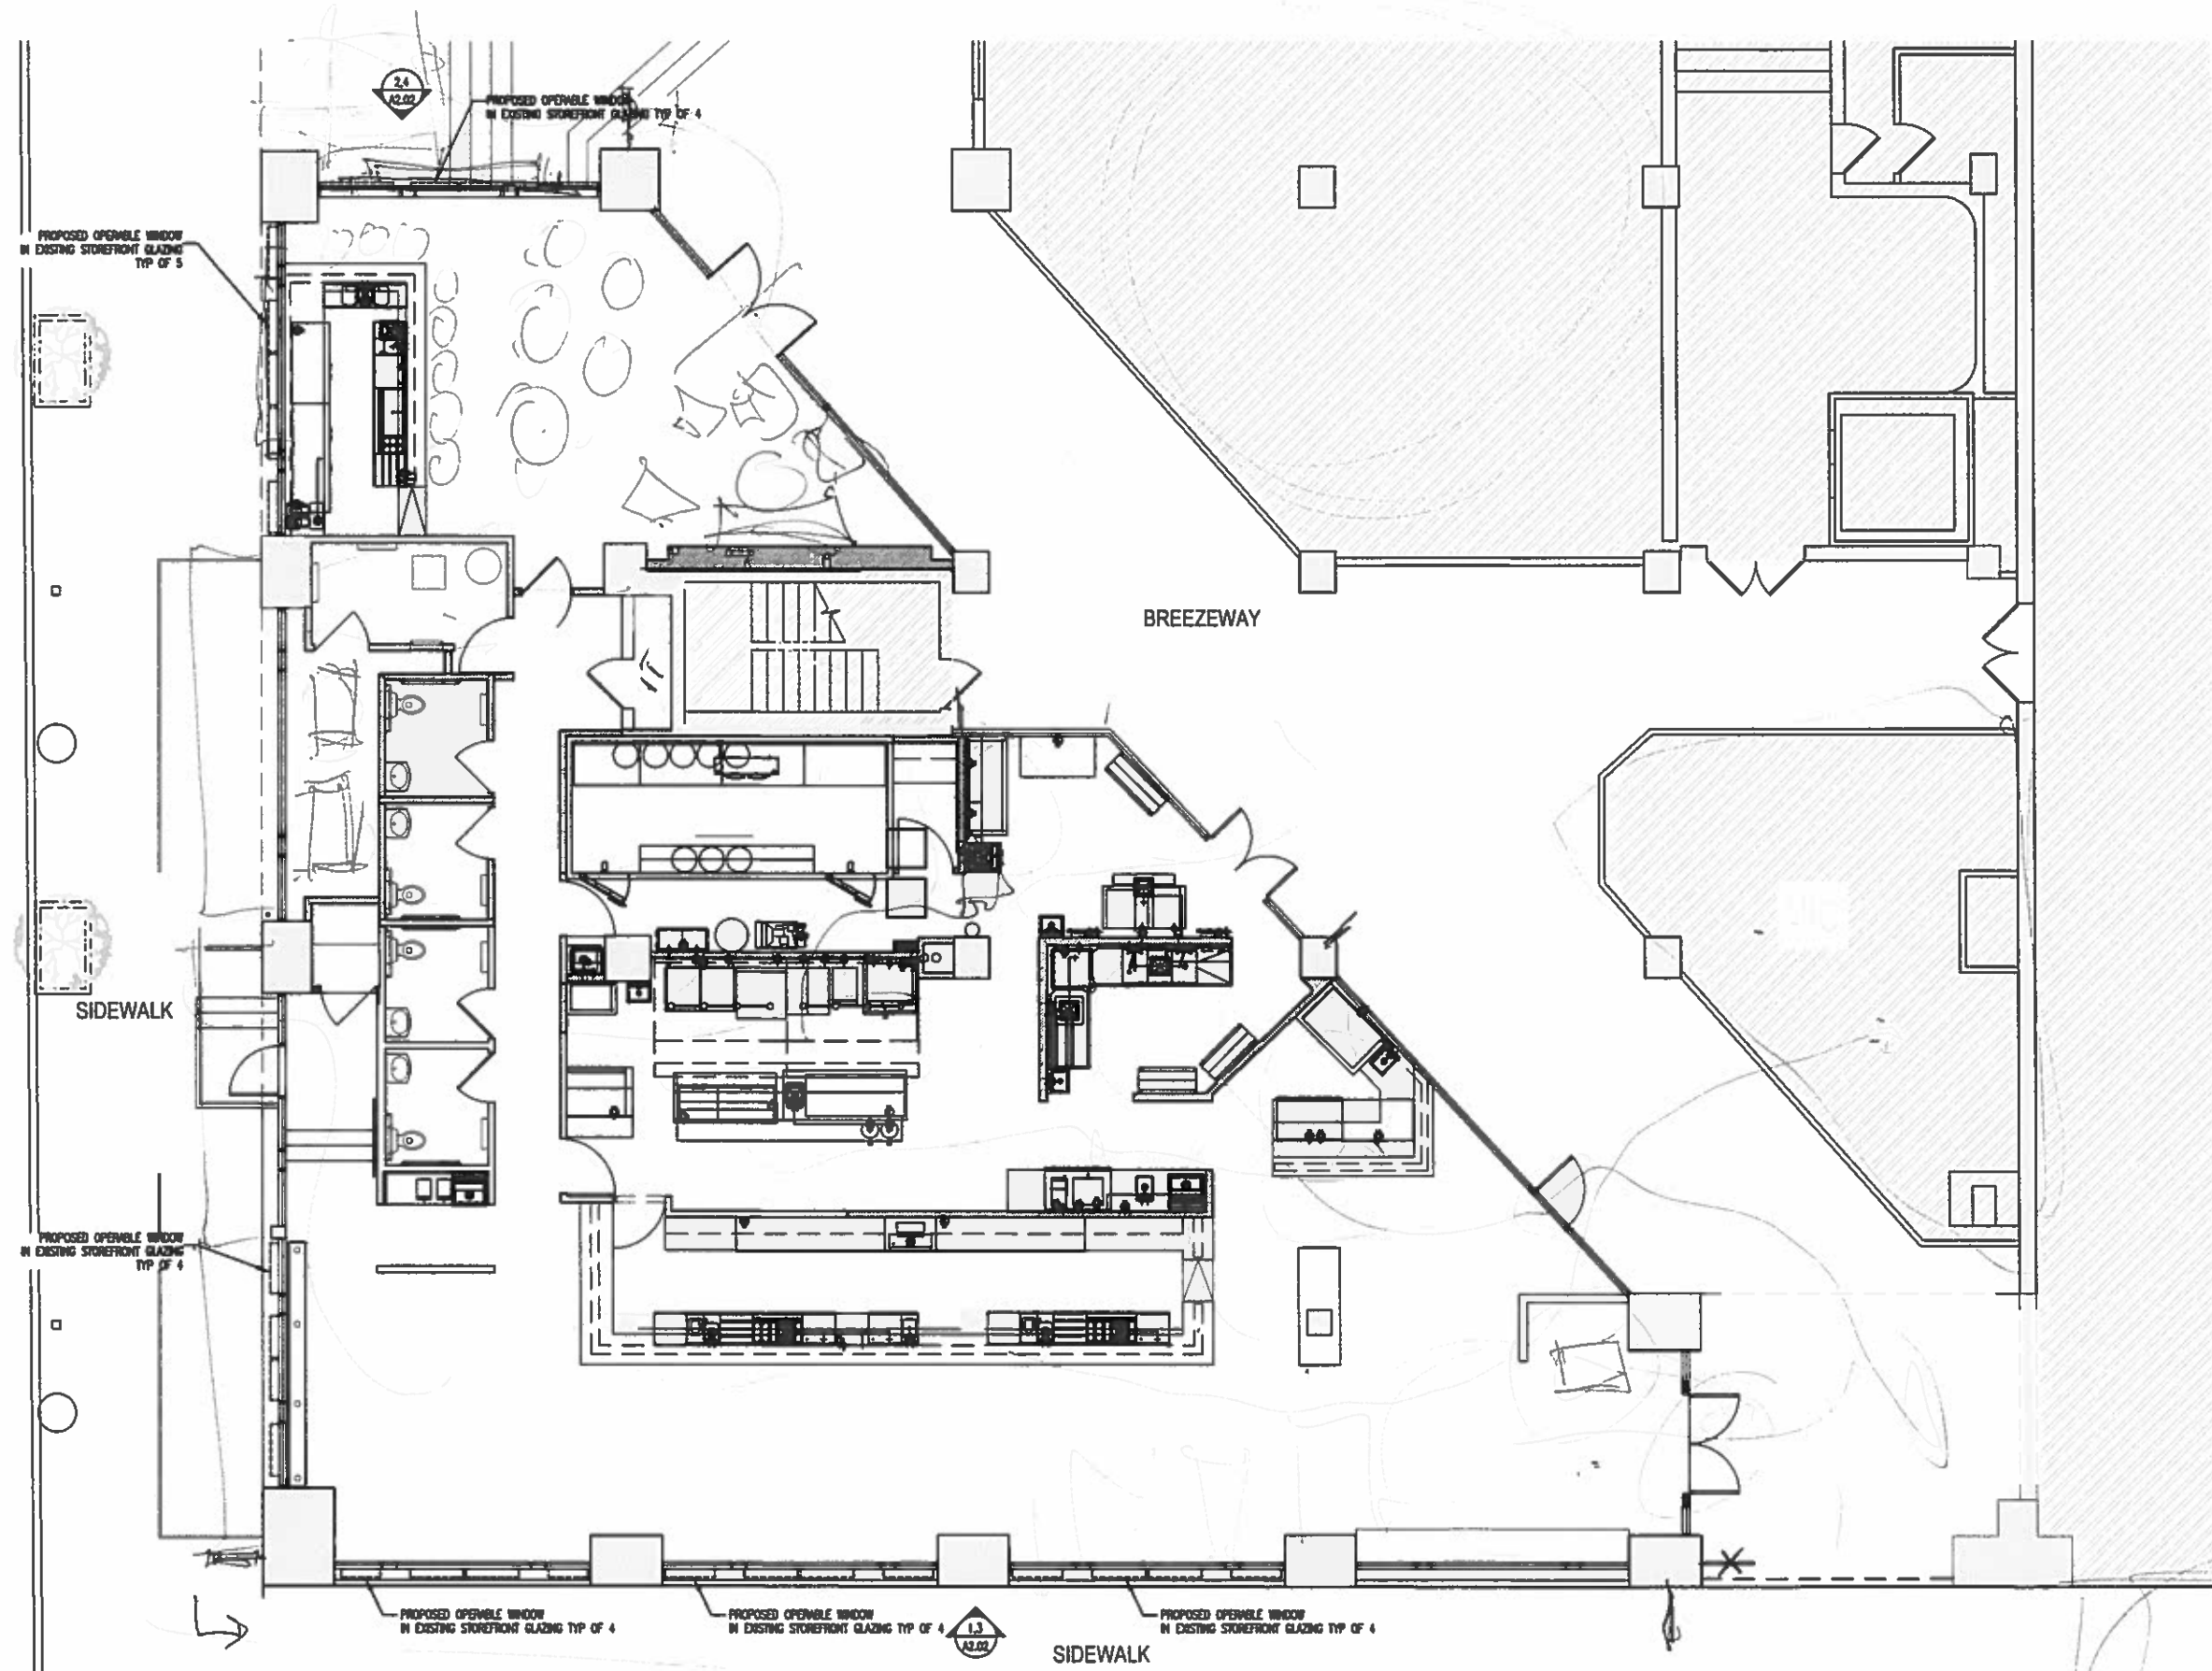 2,4
A2.02
PROPOSED OPERABLE WINDOW
IN EXISTING STOREFRONT GLAZING TYP OF 4
PROPOSED OPERABLE WINDOW
IN EXISTING STOREFRONT GLAZING
TYP OF 5
BREEZEWAY
SIDEWALK
PROPOSED OPERABLE WINDOW
IN EXISTING STOREFRONT GLAZING
TYP OF 4
PROPOSED OPERABLE WINDOW
IN EXISTING STOREFRONT GLAZING TYP OF 4
PROPOSED OPERABLE WINDOW
IN EXISTING STOREFRONT GLAZING TYP OF 4
1,3
A2.02
PROPOSED OPERABLE WINDOW
IN EXISTING STOREFRONT GLAZING TYP OF 4
SIDEWALK